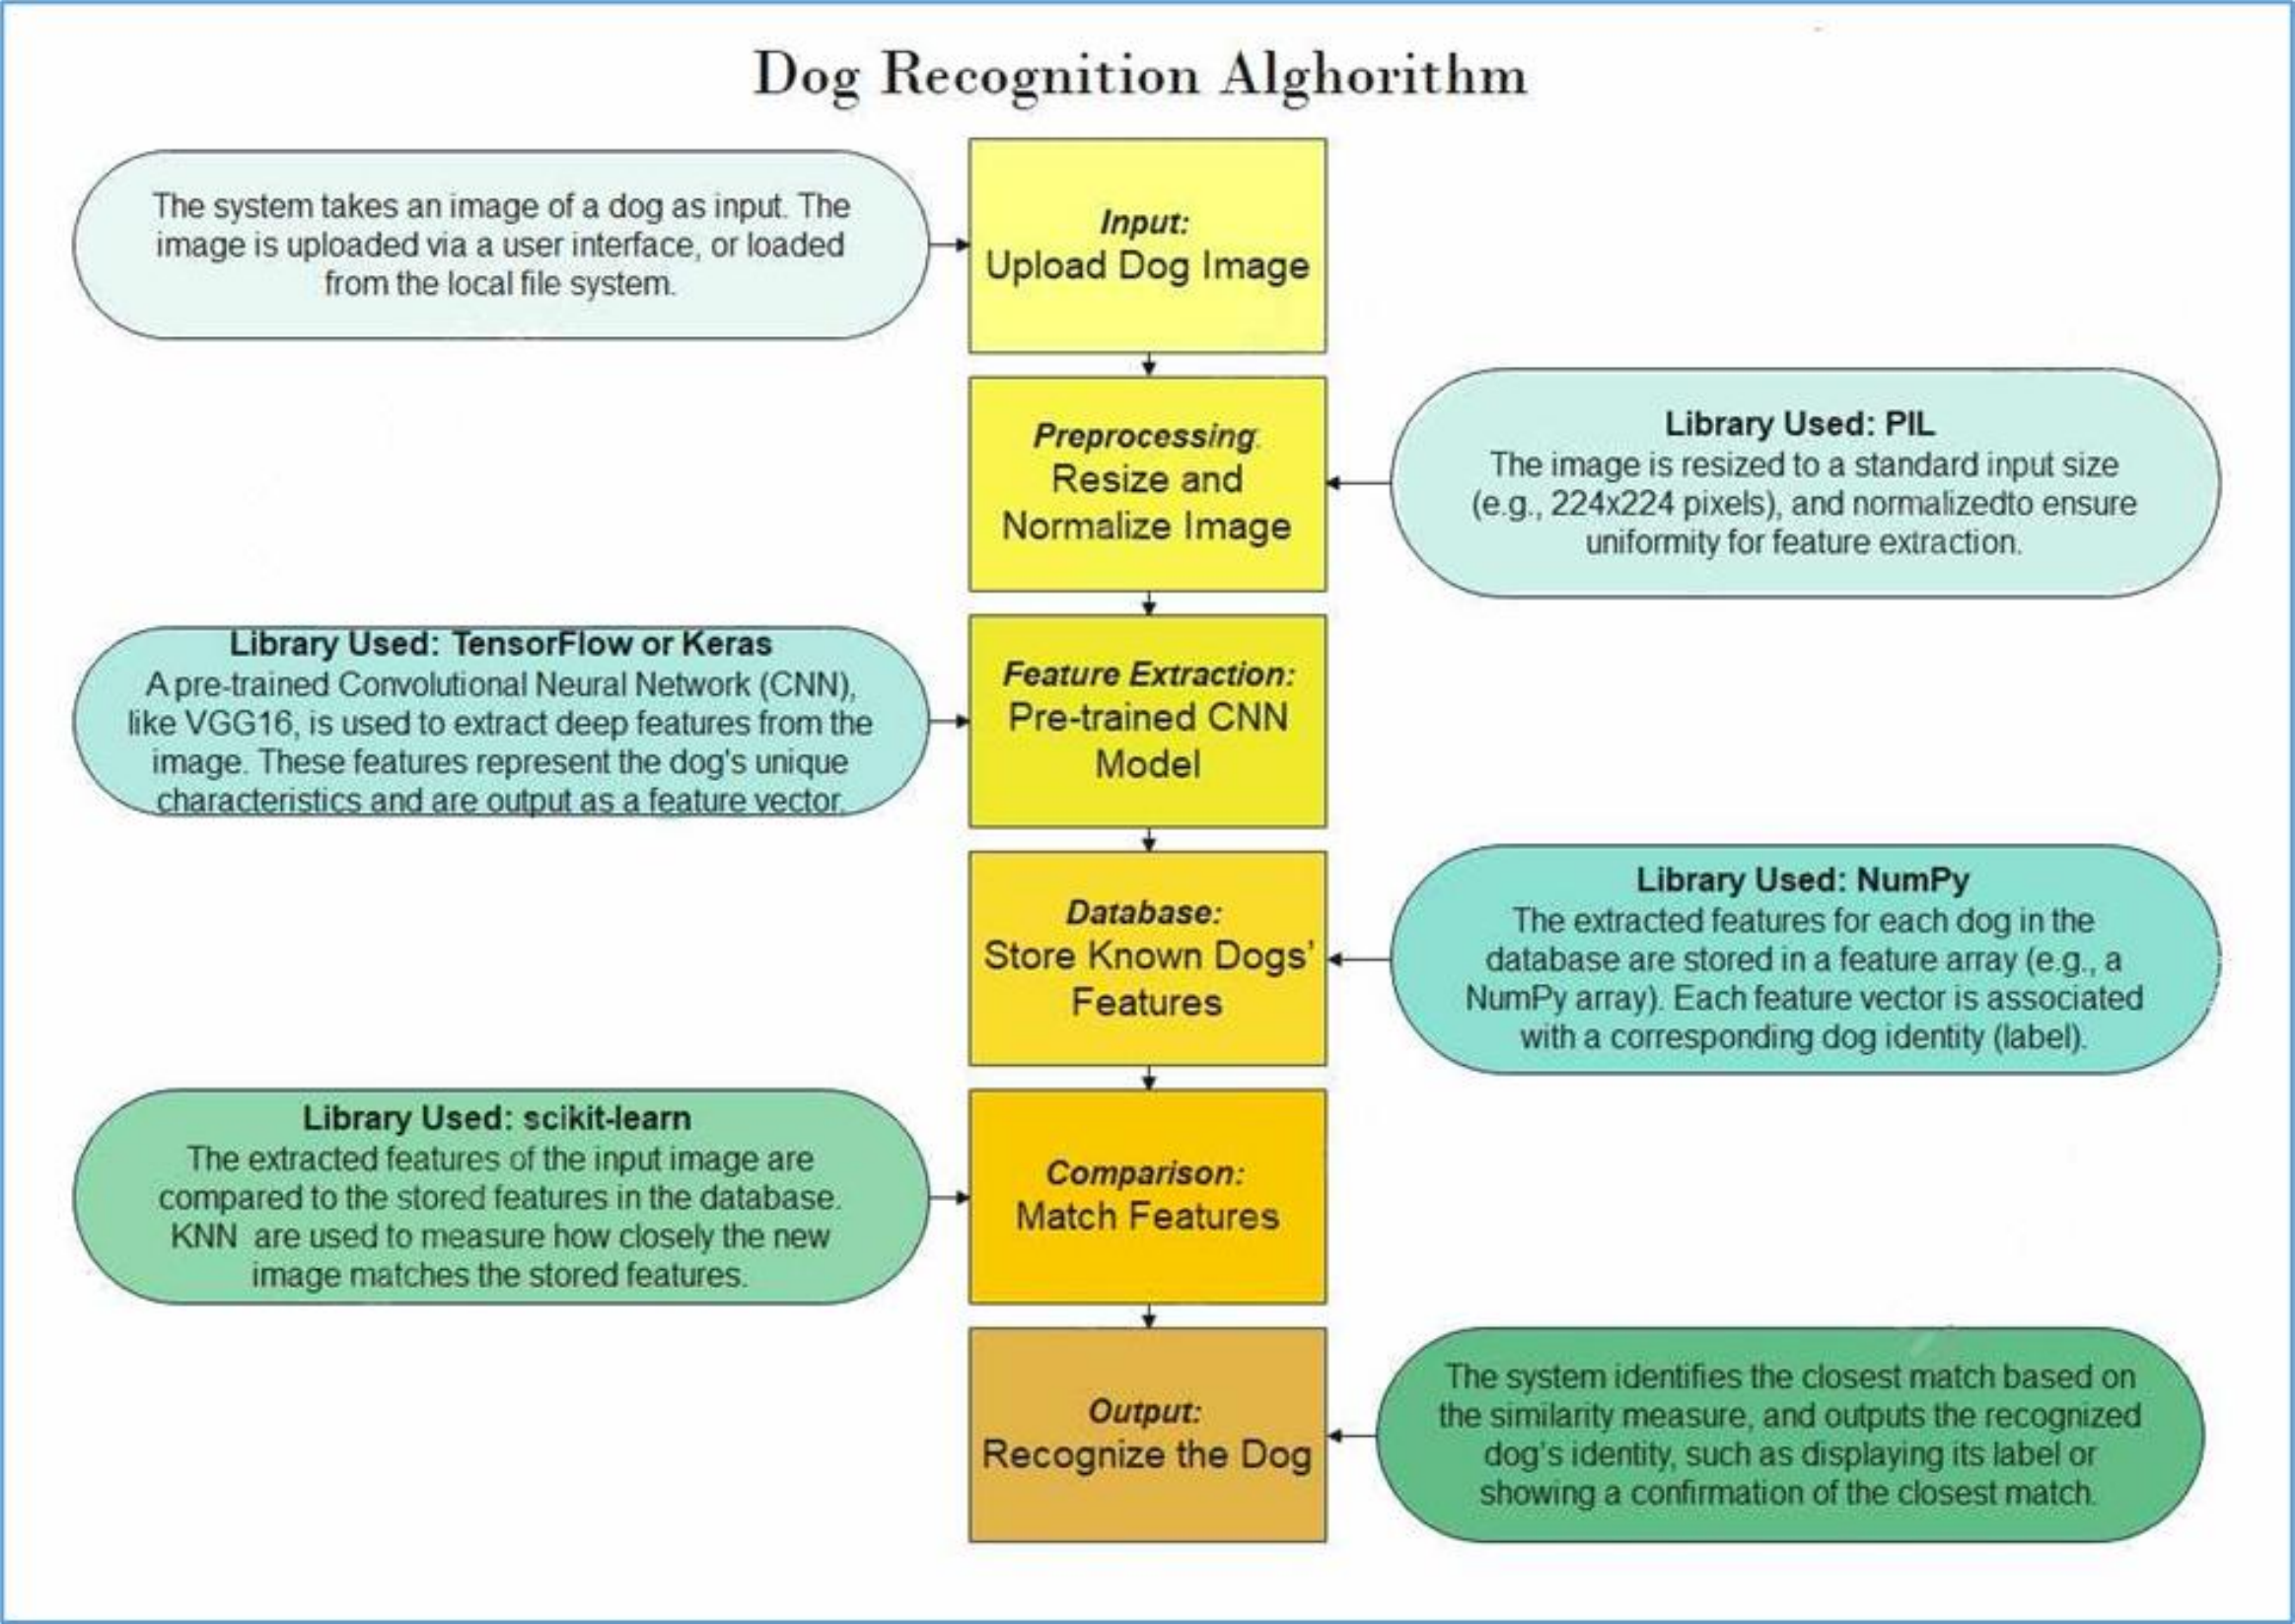 Dog Recognition Alghorithm
The system takes an image of a dog as input. The
image is uploaded via a user interface, or loaded
from the local file system.
Input:
Upload Dog Image
Preprocessing:
Resize and
Normalize Image
Library Used: PIL
The image is resized to a standard input size
(e.g., 224x224 pixels), and normalizedto ensure
uniformity for feature extraction.
Library Used: TensorFlow or Keras
A pre-trained Convolutional Neural Network (CNN),
like VGG16, is used to extract deep features from the
image. These features represent the dog's unique
characteristics and are output as a feature vector.
Feature Extraction:
Pre-trained CNN
Model
Database:
Store Known Dogs’
Features
Library Used: NumPy
The extracted features for each dog in the
database are stored in a feature array (e.g., a
NumPy array). Each feature vector is associated
with a corresponding dog identity (label).
Library Used: scikit-learn
The extracted features of the input image are
compared to the stored features in the database.
KNN are used to measure how closely the new
image matches the stored features.
Comparison:
Match Features
Output:
Recognize the Dog
The system identifies the closest match based on
the similarity measure, and outputs the recognized
dog's identity, such as displaying its label or
showing a confirmation of the closest match.